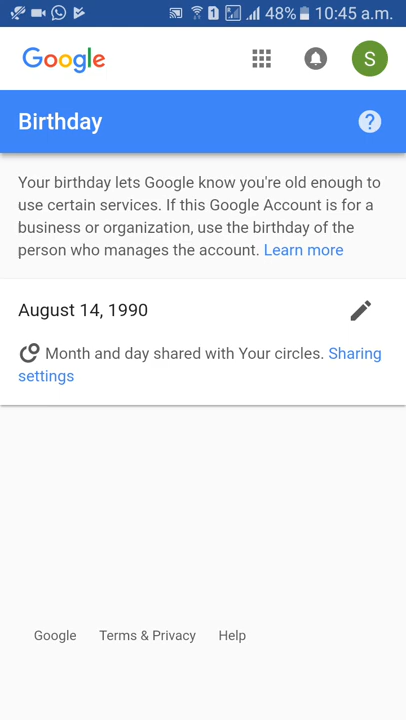 1 48% 10:45 a.m.
Google S
Birthday ?
Your birthday lets Google know you're old enough to
use certain services. If this Google Account is for a
business or organization, use the birthday of the
person who manages the account. Learn more
August 14, 1990
Month and day shared with Your circles. Sharing
settings
Google Terms & Privacy Help